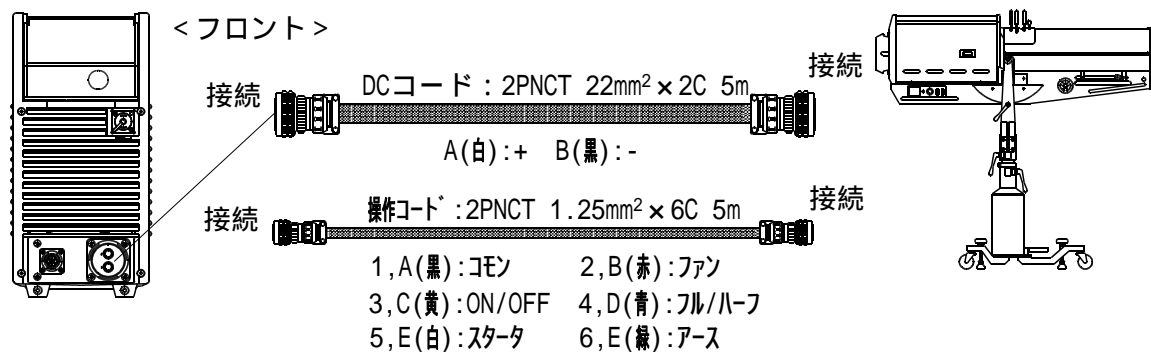 <フロント>
接続
DCコード:2PNCT 22mm²×2C 5m
接続
A(白):+ B(黒):-
接続
操作コード:2PNCT 1.25mm²×6C 5m
接続
1,A(黒):コモン 2,B(赤):ファン
3,C(黄):ON/OFF 4,D(青):フル/ハーフ
5,E(白):スタータ 6,E(緑):アース